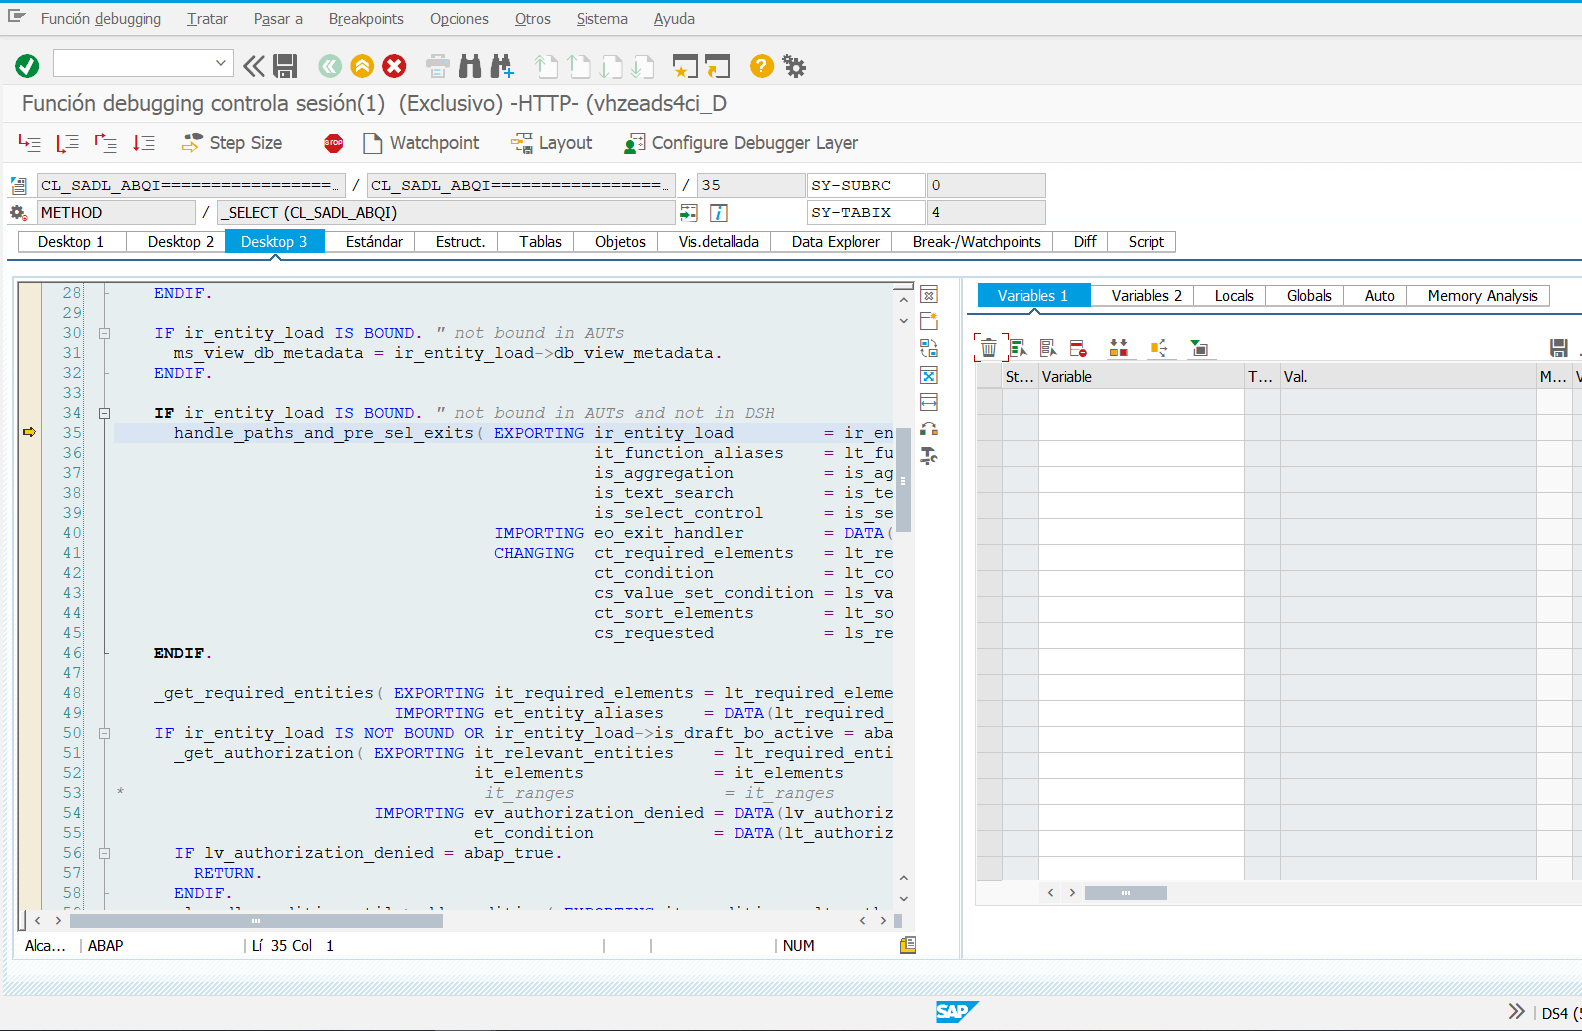 Función debugging Tratar Pasar a Breakpoints Opciones Otros Sistema Ayuda
Función debugging controla sesión(1) (Exclusivo) -HTTP- (vhzeads4ci_D
Step Size STOP Watchpoint Layout Configure Debugger Layer
CL_SADL_ABQI=================… / CL_SADL_ABQI=================… / 35 SY-SUBRC 0
METHOD / _SELECT (CL_SADL_ABQI) SY-TABIX 4
Desktop 1 Desktop 2 Desktop 3 Estándar Estruct. Tablas Objetos Vis.detallada Data Explorer Break-/Watchpoints Diff Script
28 ENDIF.
29
30 IF ir_entity_load IS BOUND. " not bound in AUTs
31 ms_view_db_metadata = ir_entity_load->db_view_metadata.
32 ENDIF.
33
34 IF ir_entity_load IS BOUND. " not bound in AUTs and not in DSH
35 handle_paths_and_pre_sel_exits( EXPORTING ir_entity_load = ir_en
36 it_function_aliases = lt_fu
37 is_aggregation = is_ag
38 is_text_search = is_te
39 is_select_control = is_se
40 IMPORTING eo_exit_handler = DATA(
41 CHANGING ct_required_elements = lt_re
42 ct_condition = lt_co
43 cs_value_set_condition = ls_va
44 ct_sort_elements = lt_so
45 cs_requested = ls_re
46 ENDIF.
47
48 _get_required_entities( EXPORTING it_required_elements = lt_required_eleme
49 IMPORTING et_entity_aliases = DATA(lt_required_
50 IF ir_entity_load IS NOT BOUND OR ir_entity_load->is_draft_bo_active = aba
51 _get_authorization( EXPORTING it_relevant_entities = lt_required_enti
52 it_elements = it_elements
53 * it_ranges = it_ranges
54 IMPORTING ev_authorization_denied = DATA(lv_authoriz
55 et_condition = DATA(lt_authoriz
56 IF lv_authorization_denied = abap_true.
57 RETURN.
58 ENDIF.
Alca... ABAP Lí 35 Col 1 NUM
Variables 1 Variables 2 Locals Globals Auto Memory Analysis
St... Variable T... Val. M... V
SAP DS4 (